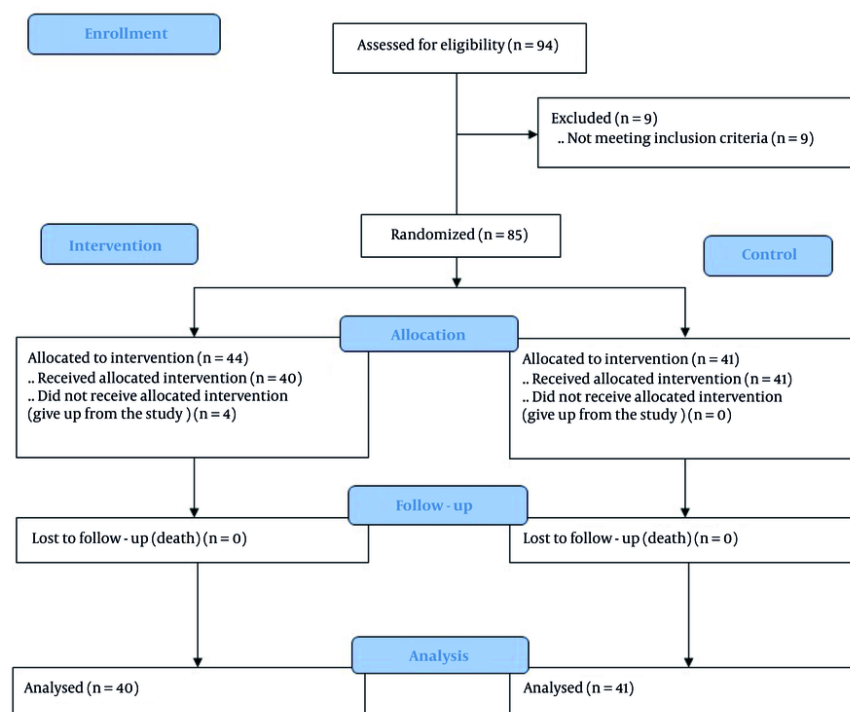 Enrollment
Assessed for eligibility (n = 94)
Excluded (n = 9)
.. Not meeting inclusion criteria (n = 9)
Randomized (n = 85)
Intervention
Control
Allocation
Allocated to intervention (n = 44)
.. Received allocated intervention (n = 40)
.. Did not receive allocated intervention
(give up from the study ) (n = 4)
Allocated to intervention (n = 41)
.. Received allocated intervention (n = 41)
.. Did not receive allocated intervention
(give up from the study ) (n = 0)
Follow - up
Lost to follow - up (death) (n = 0)
Lost to follow - up (death) (n = 0)
Analysis
Analysed (n = 40)
Analysed (n = 41)